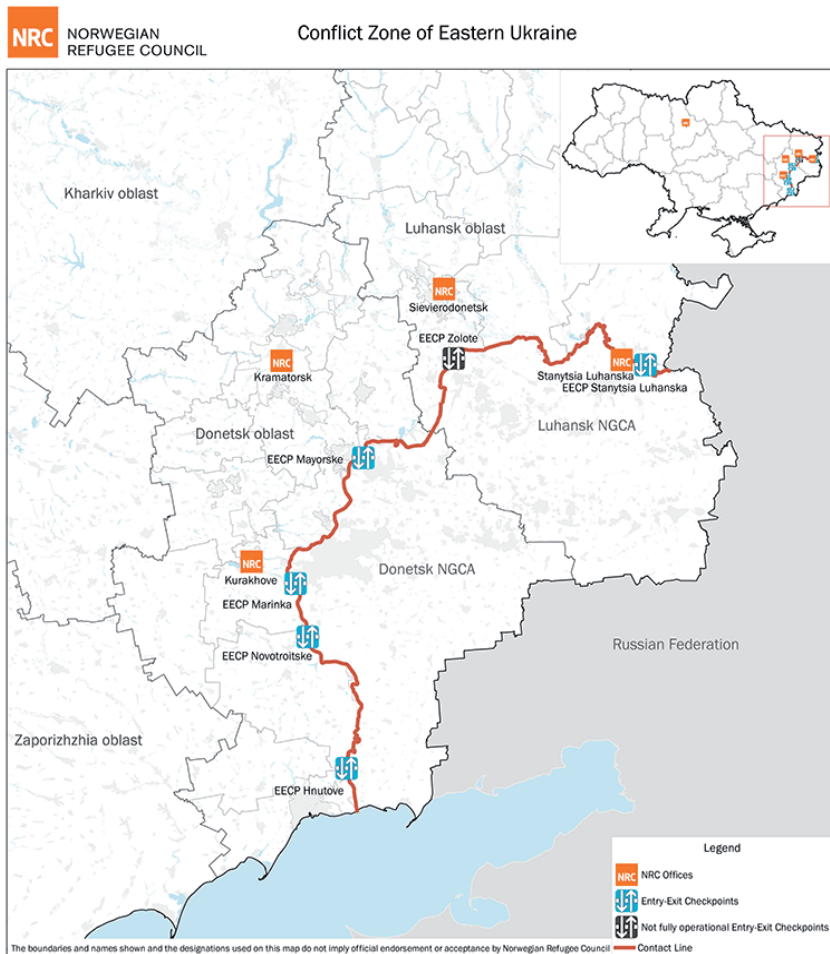 NRC
NORWEGIAN
REFUGEE COUNCIL
Conflict Zone of Eastern Ukraine
Kharkiv oblast
Luhansk oblast
NRC
Sievierodonetsk
EECP Zolote
NRC
Kramatorsk
NRC
Stanytsia Luhanska
EECP Stanytsia Luhanska
Donetsk oblast
Luhansk NGCA
EECP Mayorske
NRC
Kurakhove
Donetsk NGCA
EECP Marinka
Russian Federation
EECP Novotroitske
Zaporizhzhia oblast
EECP Hnutove
Legend
NRC NRC Offices
Entry-Exit Checkpoints
Not fully operational Entry-Exit Checkpoints
Contact Line
The boundaries and names shown and the designations used on this map do not imply official endorsement or acceptance by Norwegian Refugee Council